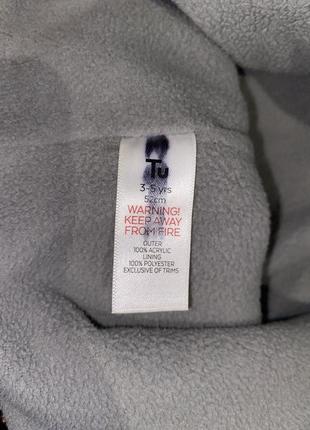 Tu
3-5 yrs
52cm
WARNING!
KEEP AWAY
FROM FIRE
OUTER
100% ACRYLIC
LINING
100% POLYESTER
EXCLUSIVE OF TRIMS